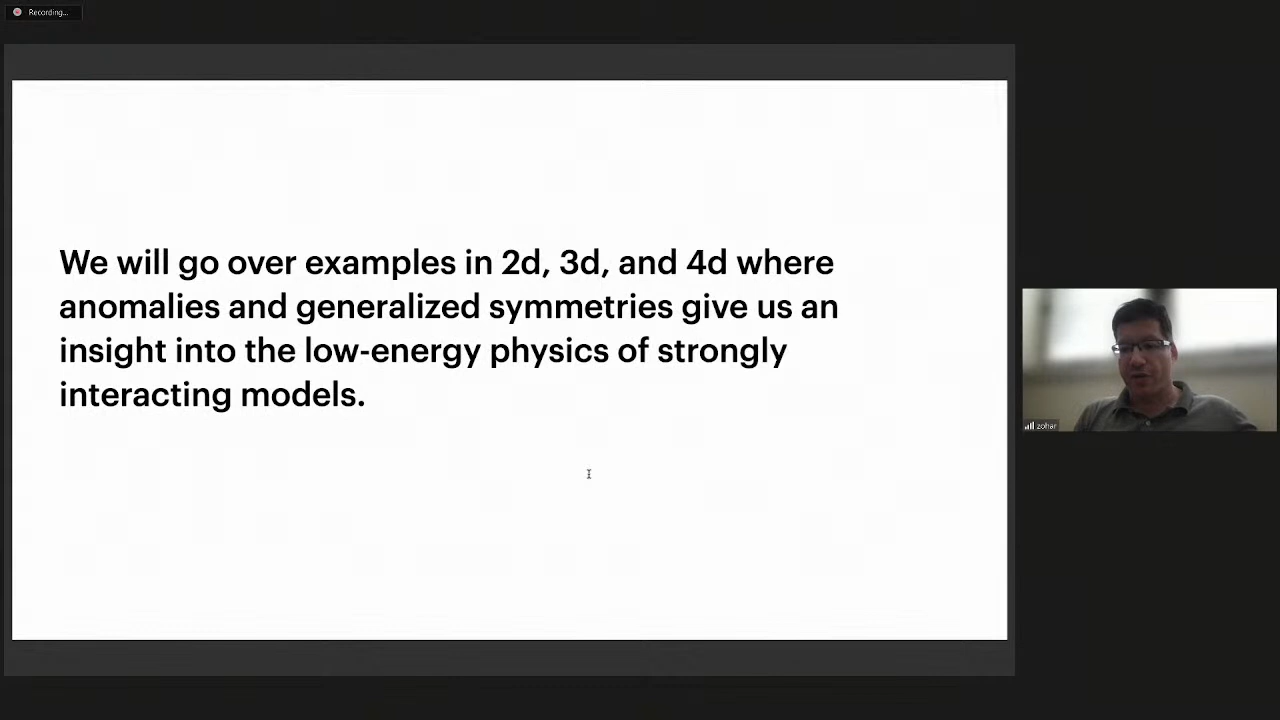 Recording...
We will go over examples in 2d, 3d, and 4d where
anomalies and generalized symmetries give us an
insight into the low-energy physics of strongly
interacting models.
zohar